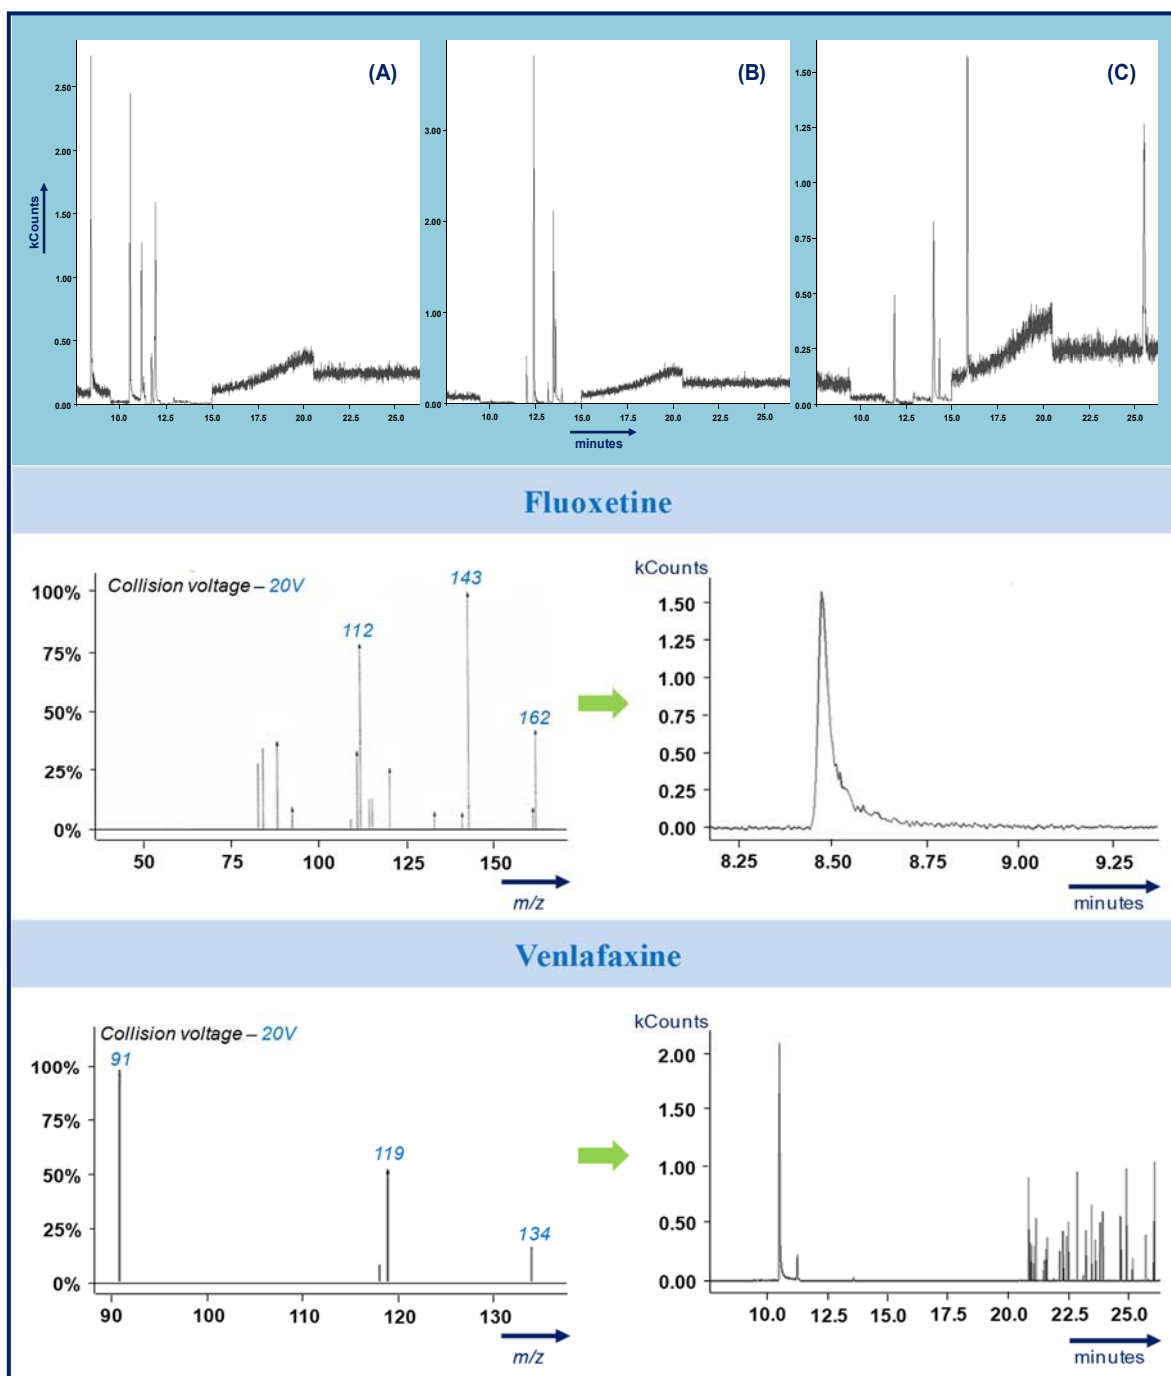 (A)
(B)
(C)
kCounts
2.50
2.00
1.50
1.00
0.50
0.00
10.0 12.5 15.0 17.5 20.0 22.5 25.0
3.00
2.00
1.00
0.00
10.0 12.5 15.0 17.5 20.0 22.5 25.0
minutes
1.50
1.25
1.00
0.75
0.50
0.25
0.00
10.0 12.5 15.0 17.5 20.0 22.5 25.0
Fluoxetine
Collision voltage – 20V
100%
75%
50%
25%
0%
112
143
162
50 75 100 125 150
m/z
kCounts
1.50
1.25
1.00
0.75
0.50
0.25
0.00
8.25 8.50 8.75 9.00 9.25
minutes
Venlafaxine
Collision voltage – 20V
91
119
134
100%
75%
50%
25%
0%
90 100 110 120 130
m/z
kCounts
2.00
1.50
1.00
0.50
0.00
10.0 12.5 15.0 17.5 20.0 22.5 25.0
minutes